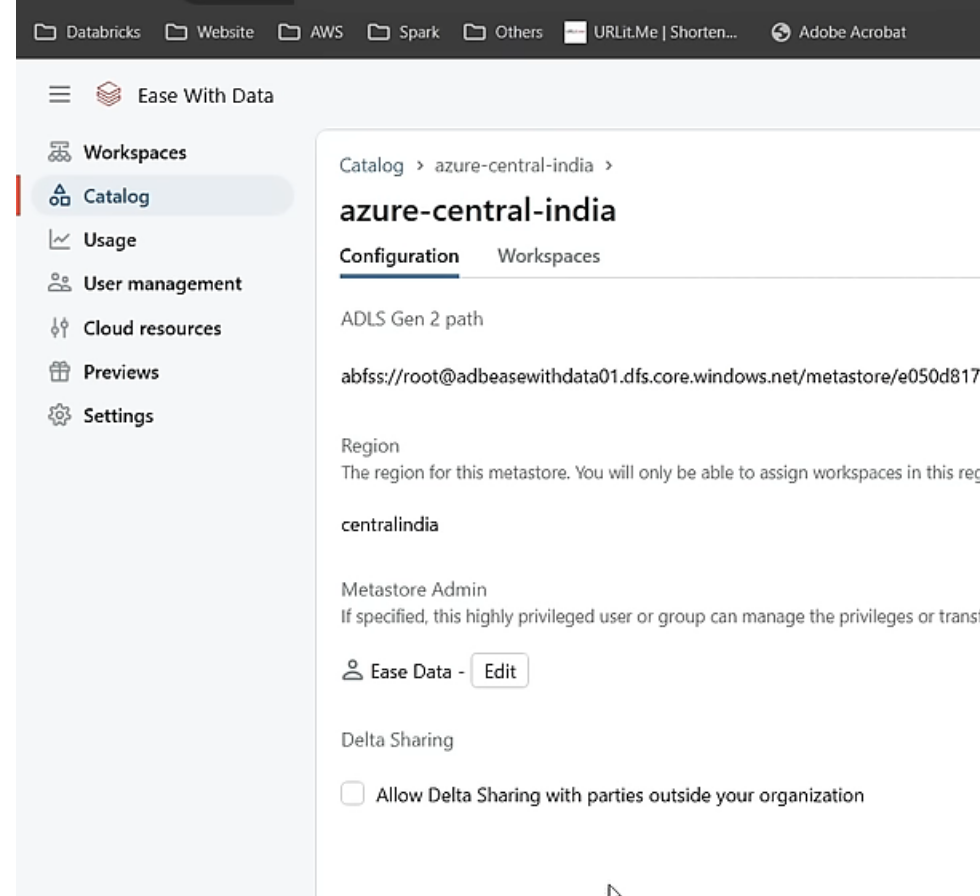 Databricks Website AWS Spark Others URLit.Me | Shorten... Adobe Acrobat
Ease With Data
Workspaces
Catalog
Usage
User management
Cloud resources
Previews
Settings
Catalog > azure-central-india >
azure-central-india
Configuration Workspaces
ADLS Gen 2 path
abfss://root@adbeasewithdata01.dfs.core.windows.net/metastore/e050d817
Region
The region for this metastore. You will only be able to assign workspaces in this reg
centralindia
Metastore Admin
If specified, this highly privileged user or group can manage the privileges or transf
Ease Data - Edit
Delta Sharing
Allow Delta Sharing with parties outside your organization